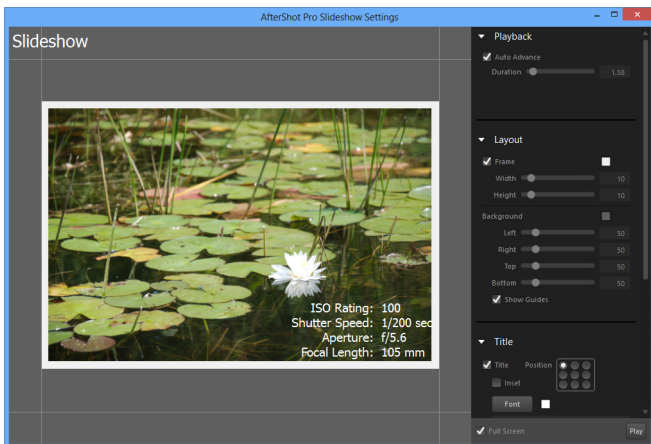 AfterShot Pro Slideshow Settings
Slideshow
ISO Rating: 100
Shutter Speed: 1/200 sec
Aperture: f/5.6
Focal Length: 105 mm
Playback
Auto Advance
Duration 1.58
Layout
Frame
Width 10
Height 10
Background
Left 50
Right 50
Top 50
Bottom 50
Show Guides
Title
Title Position
Inset
Font
Full Screen Play